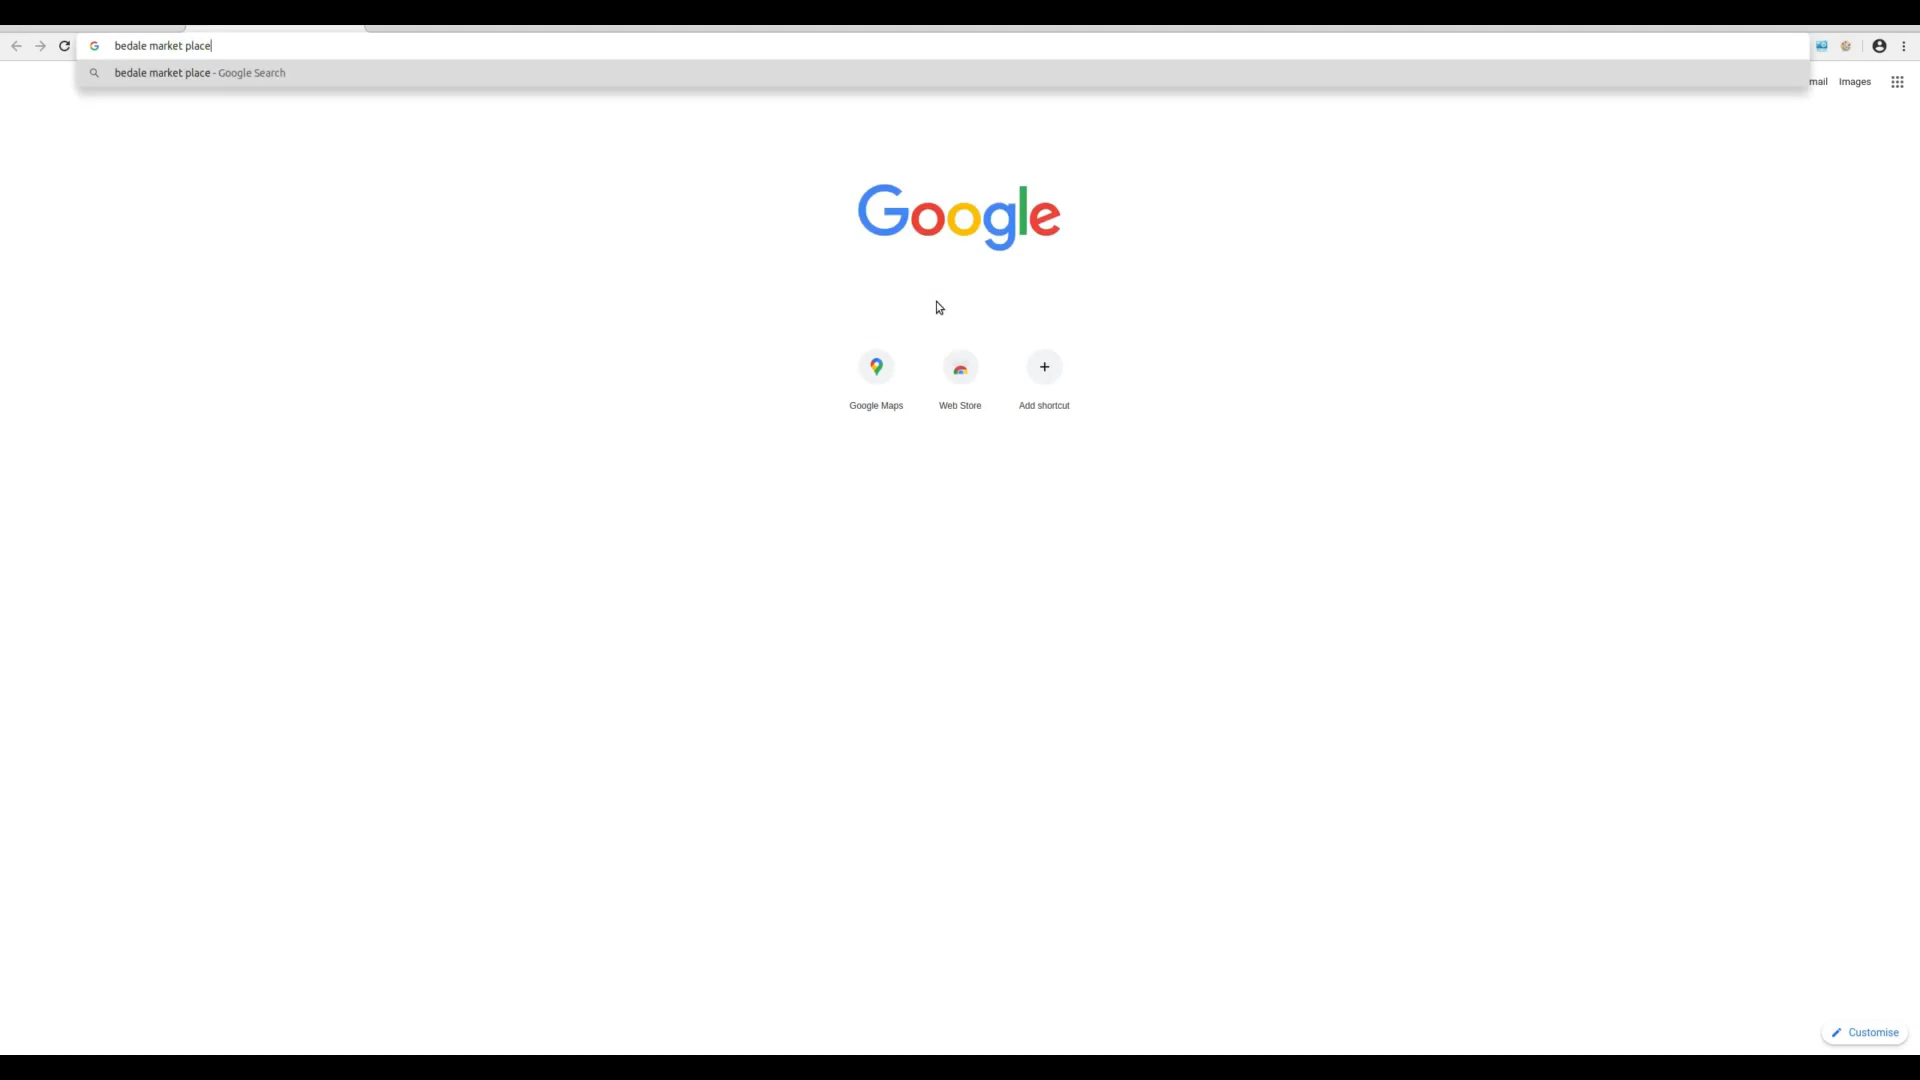 bedale market place
bedale market place - Google Search
mail Images
Google
Google Maps Web Store Add shortcut
Customise